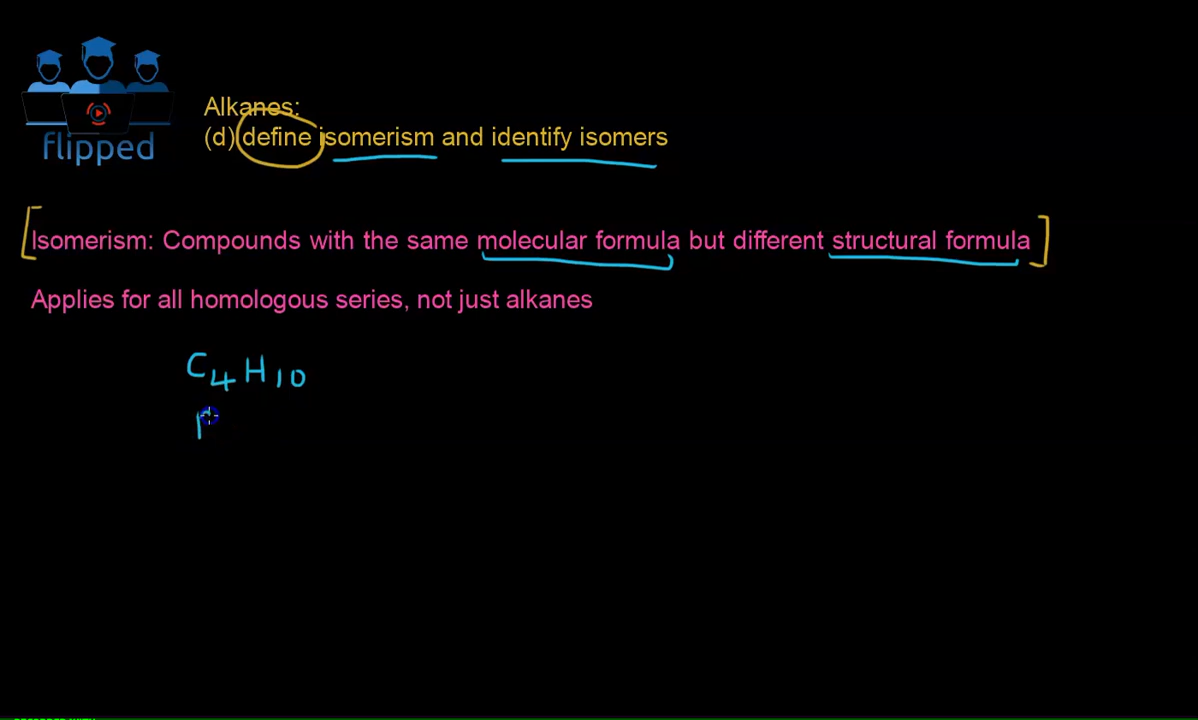 flipped
Alkanes:
(d) define isomerism and identify isomers
Isomerism: Compounds with the same molecular formula but different structural formula
Applies for all homologous series, not just alkanes
C4H10